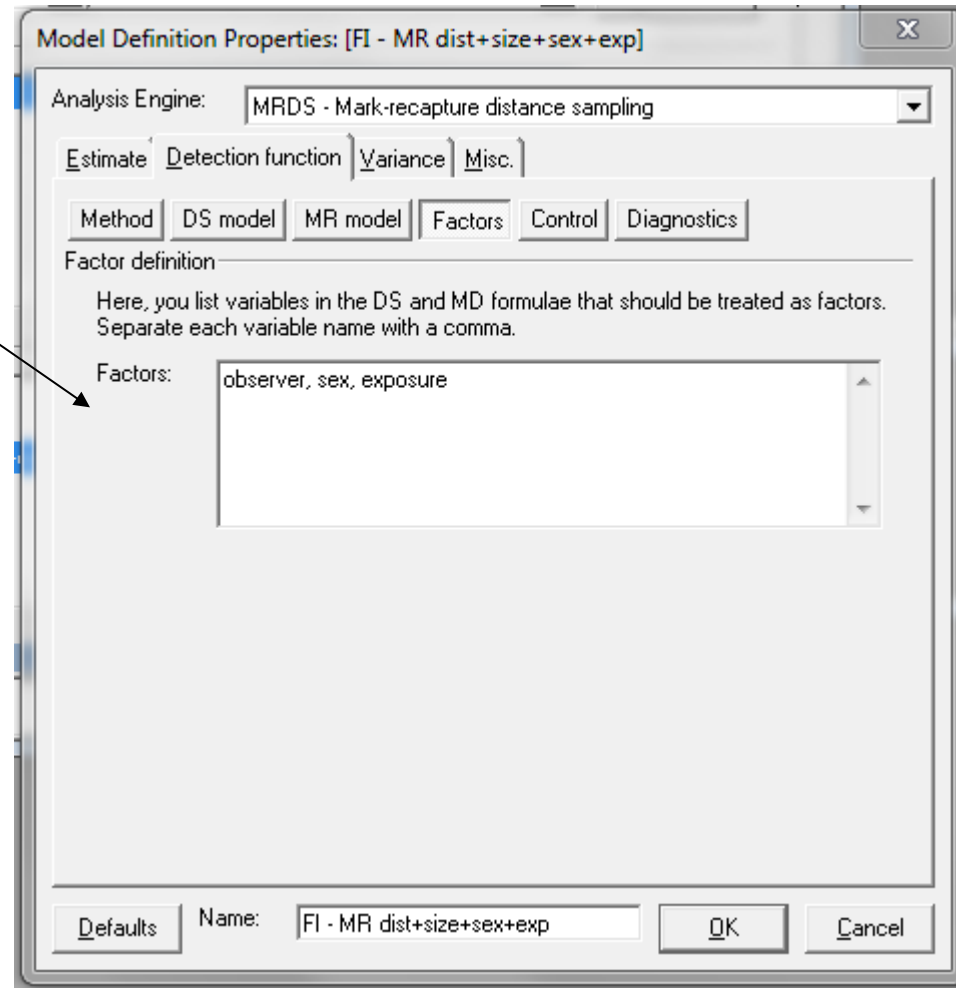 Model Definition Properties: [FI - MR dist+size+sex+exp]
Analysis Engine: MRDS - Mark-recapture distance sampling
Estimate Detection function Variance Misc.
Method DS model MR model Factors Control Diagnostics
Factor definition
Here, you list variables in the DS and MD formulae that should be treated as factors.
Separate each variable name with a comma.
Factors: observer, sex, exposure
Defaults Name: FI - MR dist+size+sex+exp OK Cancel